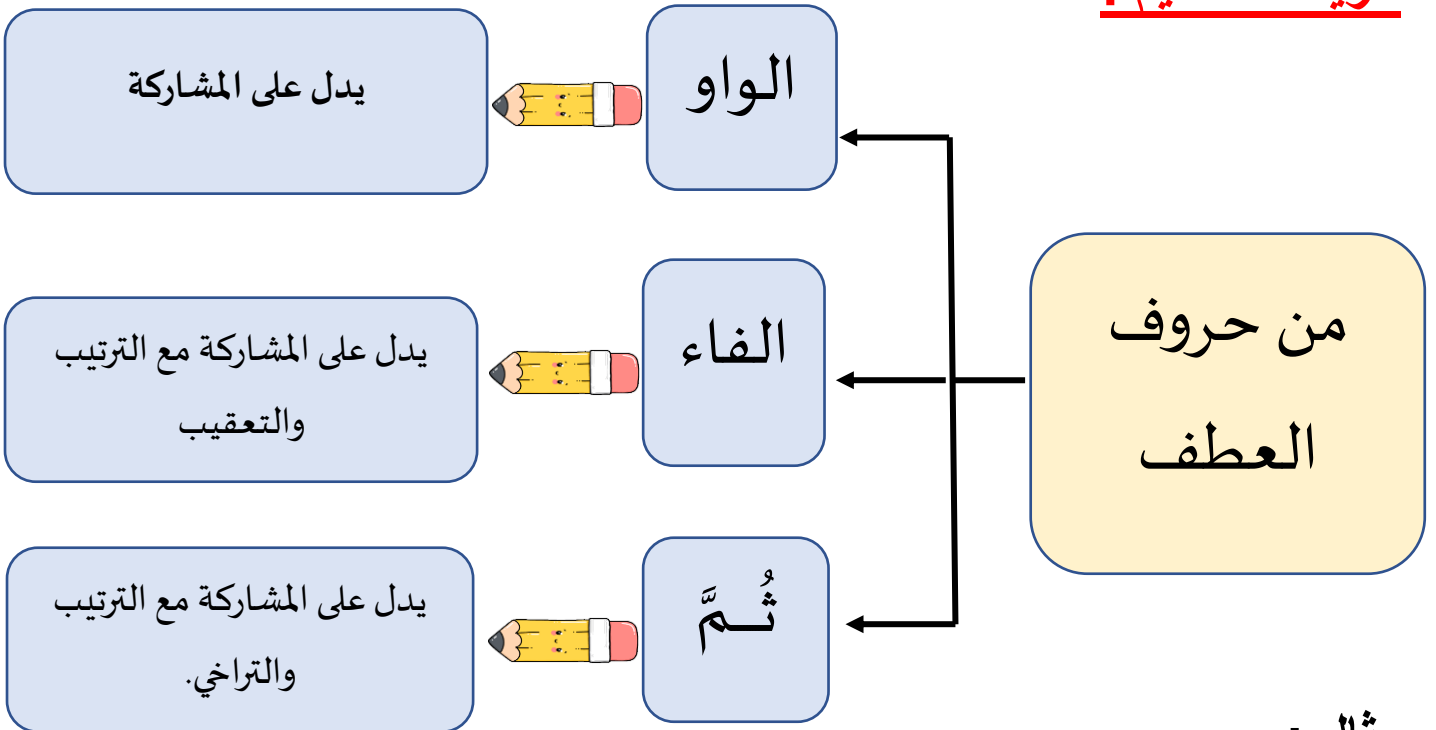 الواو
يدل على المشاركة
من حروف
العطف
الفاء
يدل على المشاركة مع الترتيب
والتعقيب
ثُمَّ
يدل على المشاركة مع الترتيب
والتراخي.